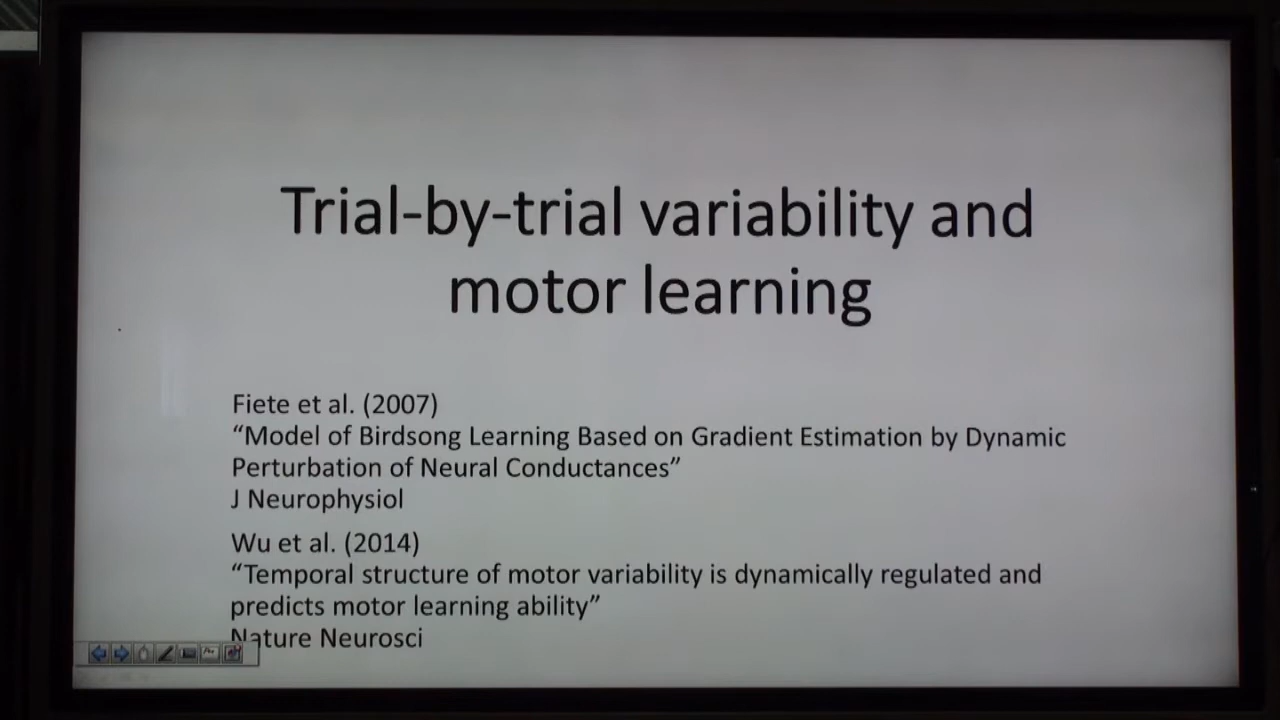 Trial-by-trial variability and
motor learning
Fiete et al. (2007)
“Model of Birdsong Learning Based on Gradient Estimation by Dynamic
Perturbation of Neural Conductances”
J Neurophysiol
Wu et al. (2014)
“Temporal structure of motor variability is dynamically regulated and
predicts motor learning ability”
Nature Neurosci